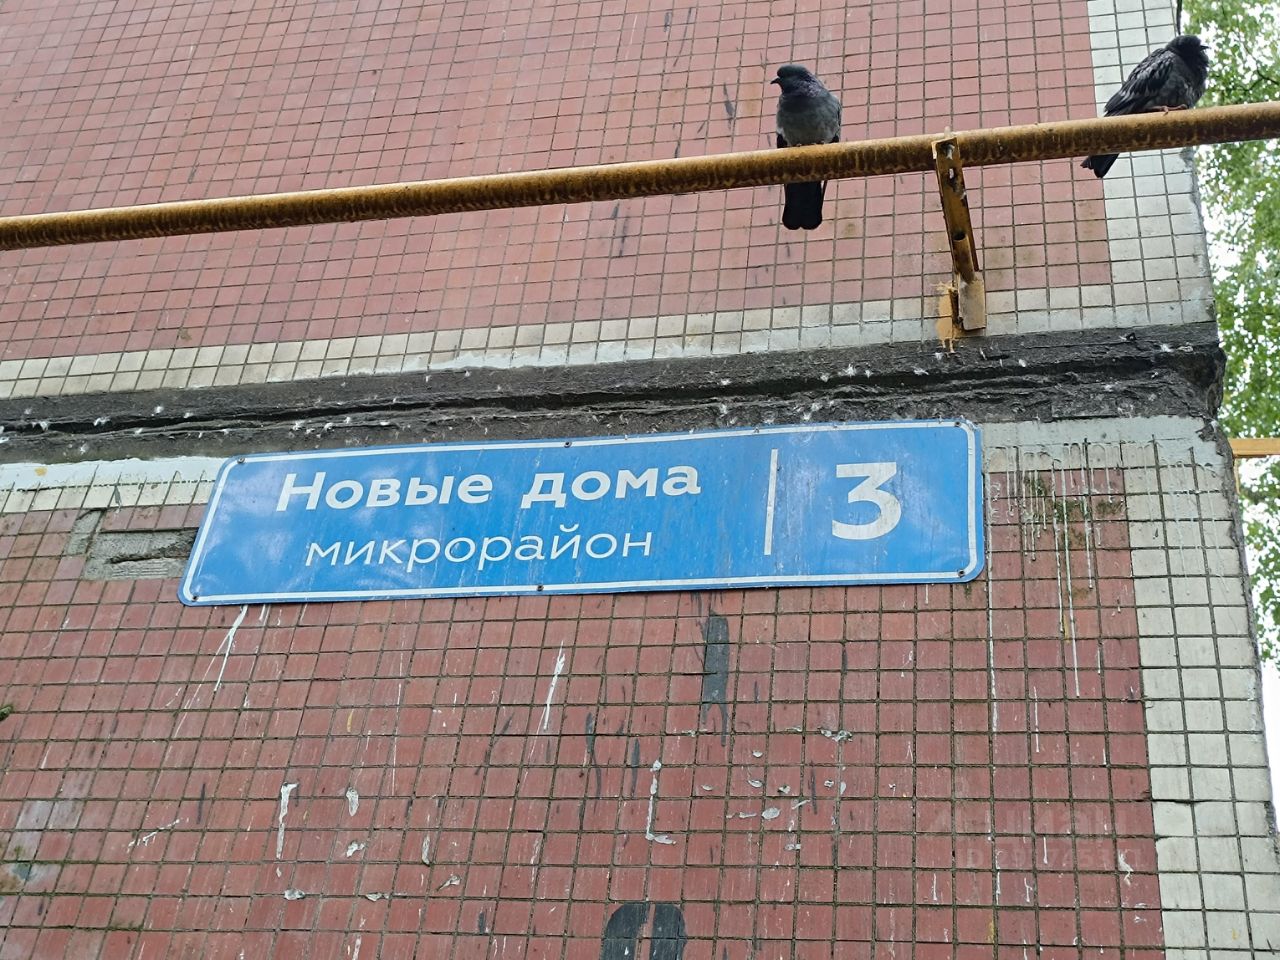 Новые дома
микрорайон
3